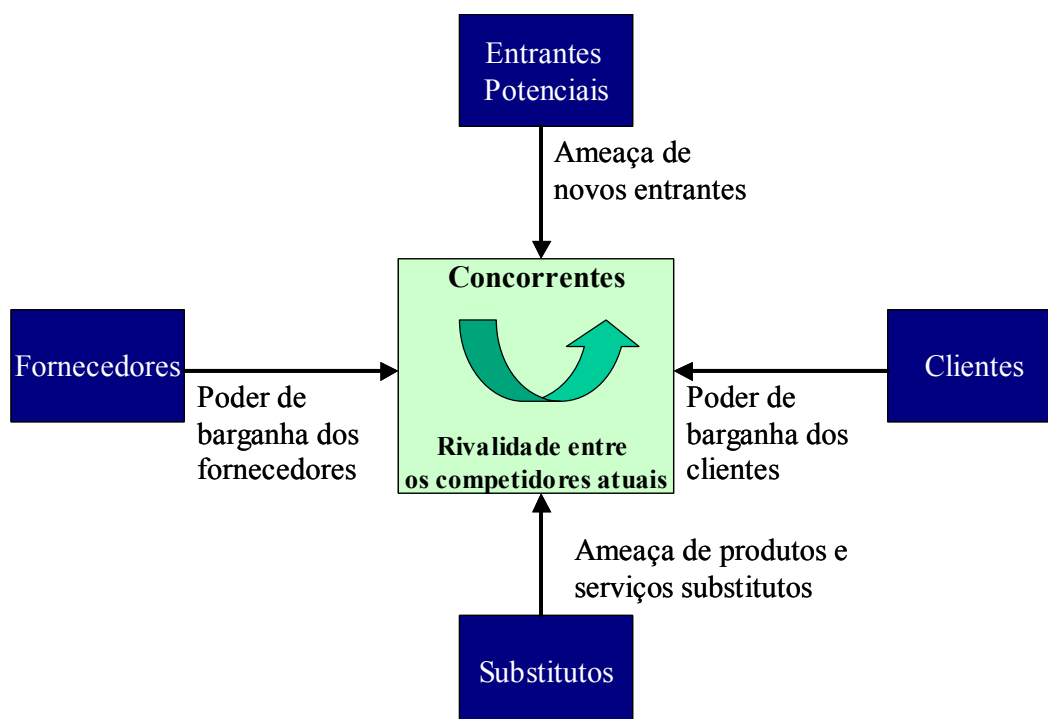 Entrantes
Potenciais
Ameaça de
novos entrantes
Concorrentes
Fornecedores
Poder de
barganha dos
fornecedores
Clientes
Poder de
barganha dos
clientes
Rivalidade entre
os competidores atuais
Ameaça de produtos e
serviços substitutos
Substitutos